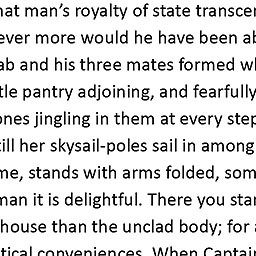 hat man's royalty of state transcen
ever more would he have been ab
ab and his three mates formed wh
tle pantry adjoining, and fearfully
ones jingling in them at every step
till her skysail-poles sail in among
me, stands with arms folded, som
man it is delightful. There you stan
house than the unclad body; for a
tical conveniences. When Captain